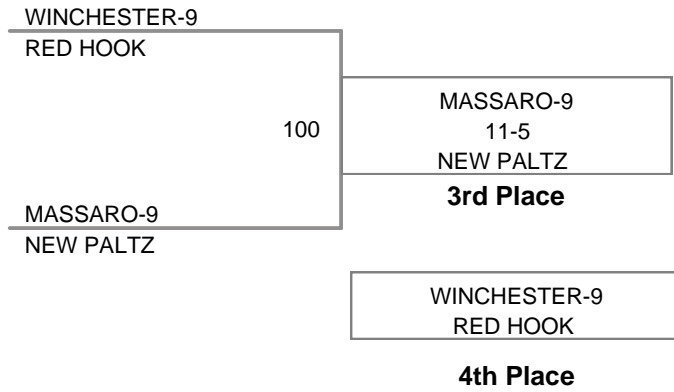 WINCHESTER-9
RED HOOK
100
MASSARO-9
11-5
NEW PALTZ
3rd Place
MASSARO-9
NEW PALTZ
WINCHESTER-9
RED HOOK
4th Place